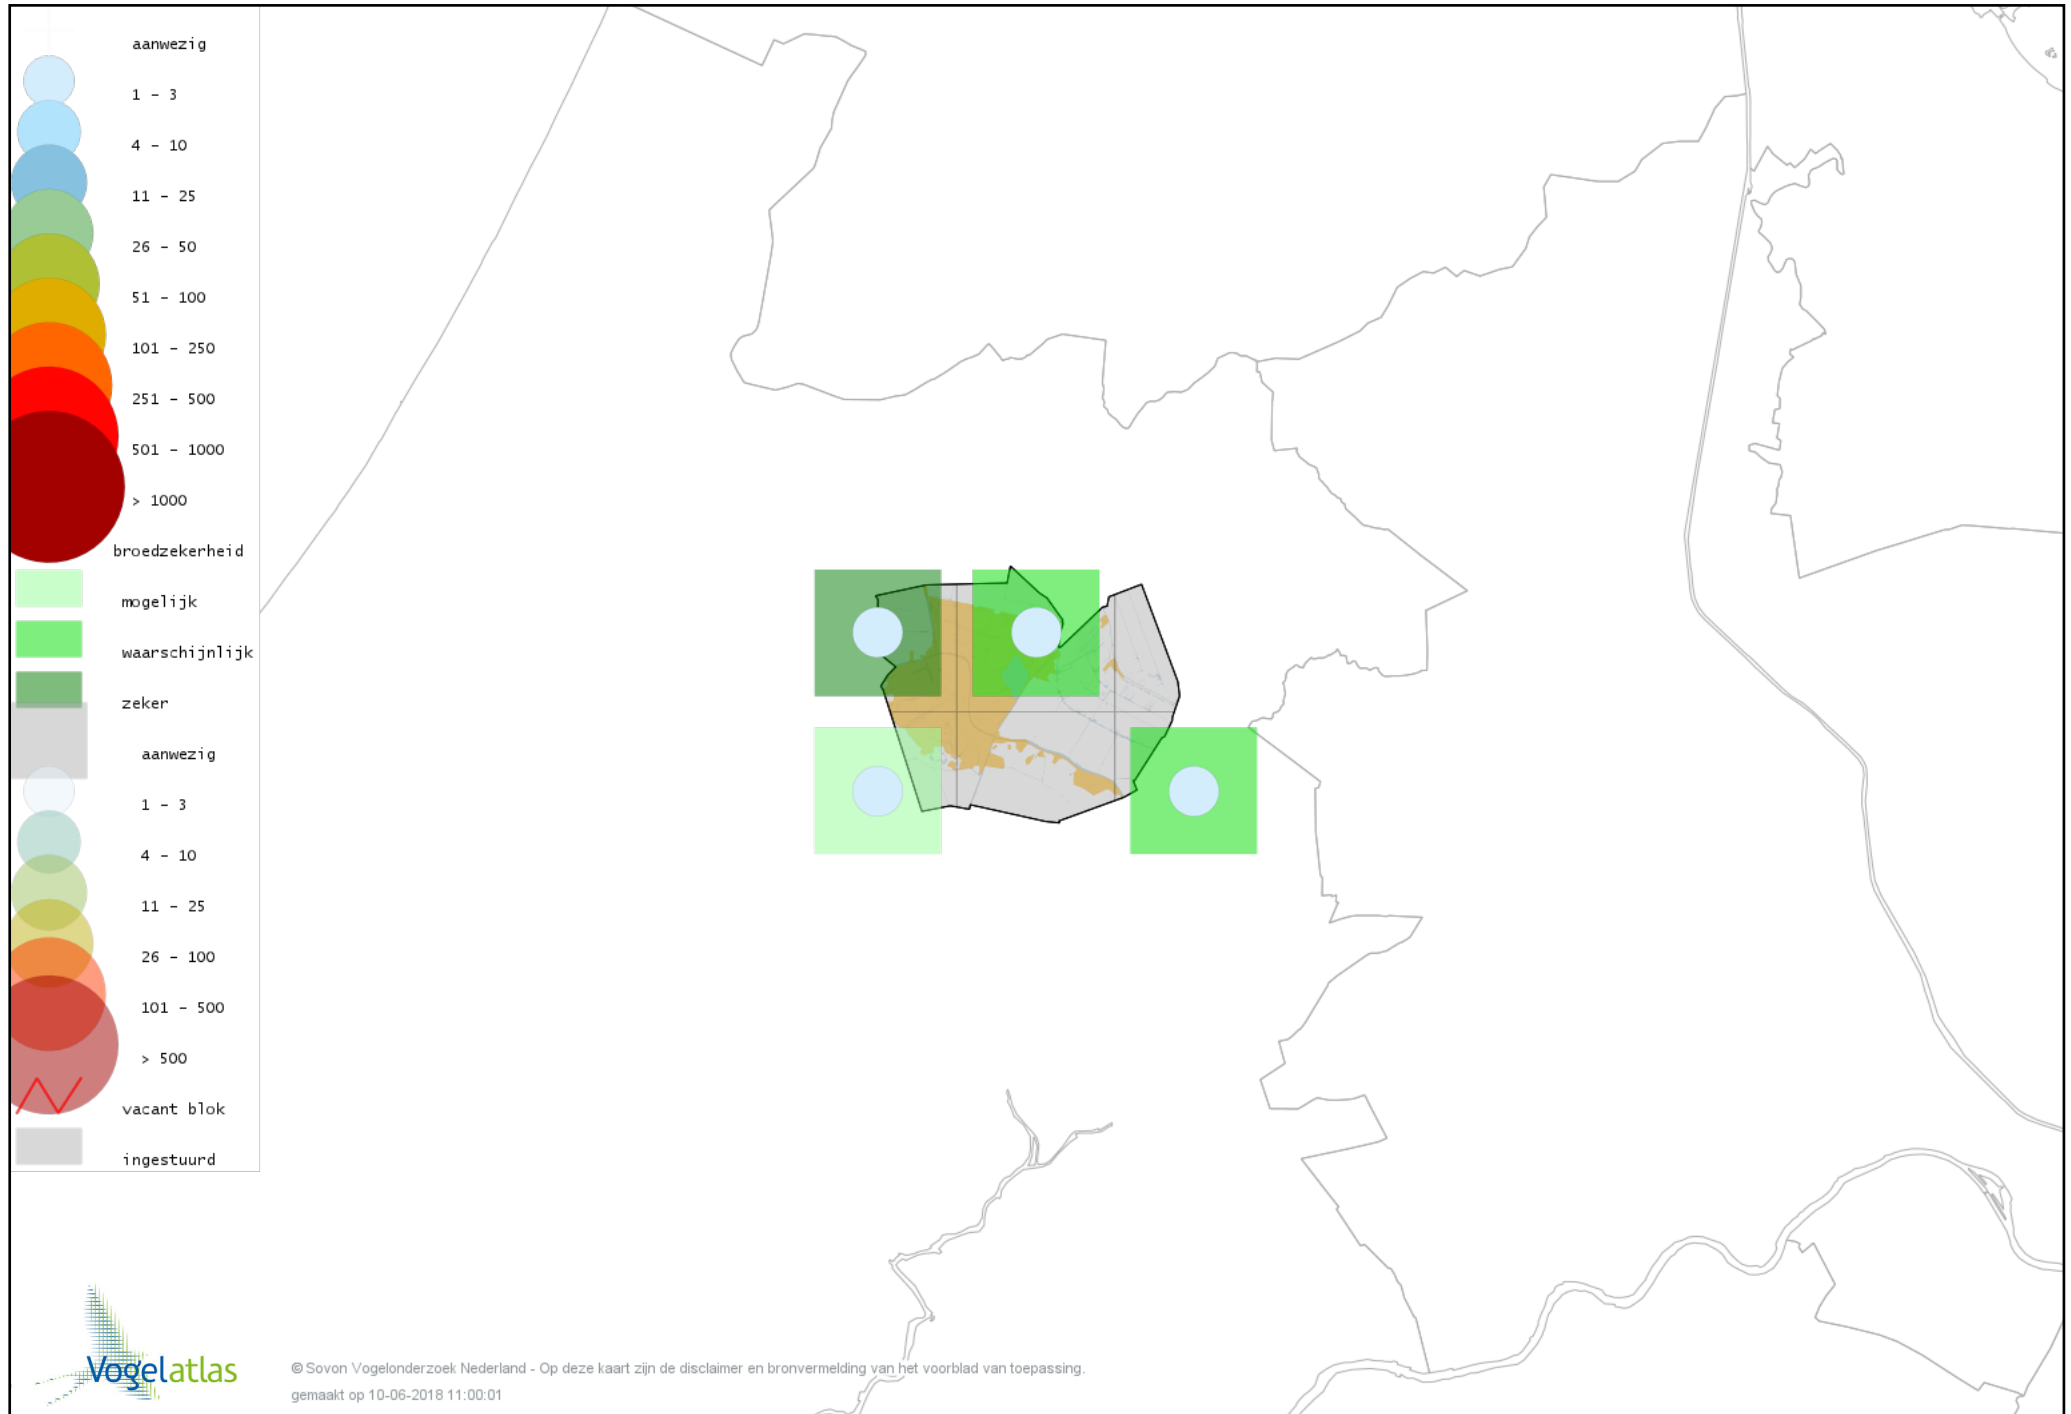 aanwezig
1 - 3
4 - 10
11 - 25
26 - 50
51 - 100
101 - 250
251 - 500
501 - 1000
> 1000
broedzekerheid
mogelijk
waarschijnlijk
zeker
aanwezig
1 - 3
4 - 10
11 - 25
26 - 100
101 - 500
> 500
vacant blok
ingestuurd
Vogelatlas
© Sovon Vogelonderzoek Nederland - Op deze kaart zijn de disclaimer en bronvermelding van het voorblad van toepassing.
gemaakt op 10-06-2018 11:00:01